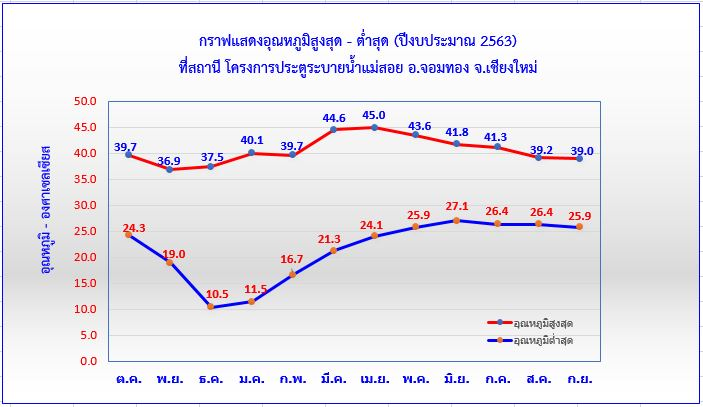 กราฟแสดงอุณหภูมิสูงสุด - ต่ำสุด (ปีงบประมาณ 2563)
ที่สถานี โครงการประตูระบายน้ำแม่สอย อ.จอมทอง จ.เชียงใหม่
อุณหภูมิ - องศาเซลเซียส
50.0
45.0
40.0
35.0
30.0
25.0
20.0
15.0
10.0
5.0
0.0
39.7 36.9 37.5 40.1 39.7 44.6 45.0 43.6 41.8 41.3 39.2 39.0
24.3 19.0 10.5 11.5 16.7 21.3 24.1 25.9 27.1 26.4 26.4 25.9
อุณหภูมิสูงสุด
อุณหภูมิต่ำสุด
ต.ค. พ.ย. ธ.ค. ม.ค. ก.พ. มี.ค. เม.ย. พ.ค. มิ.ย. ก.ค. ส.ค. ก.ย.